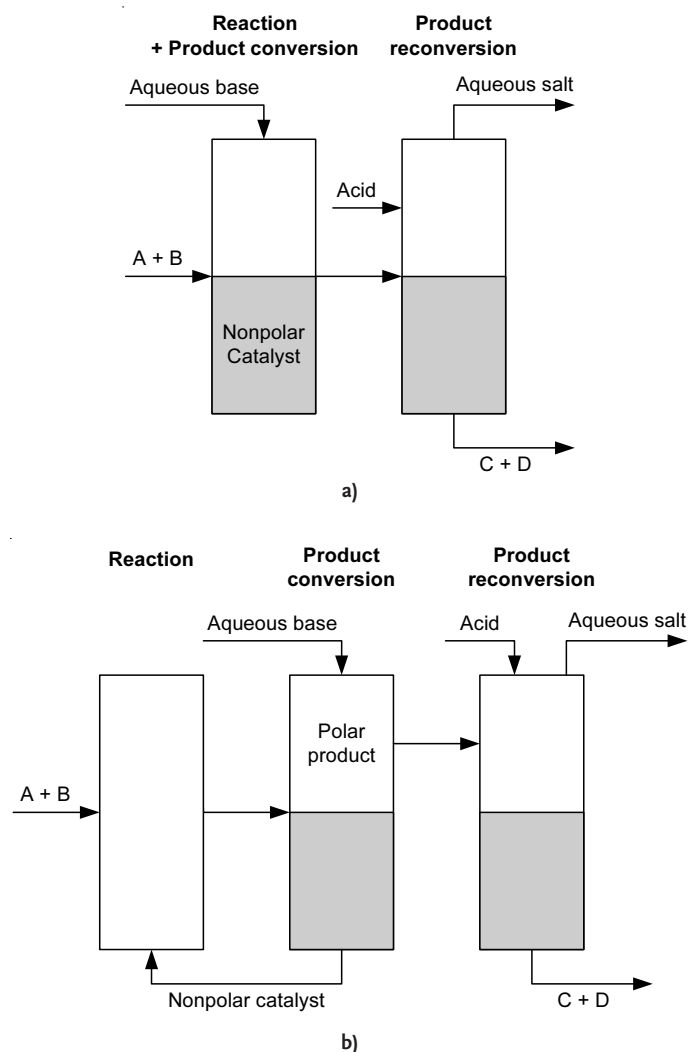 Reaction
+ Product conversion
Product
reconversion
Aqueous base
Aqueous salt
Acid
A + B
Nonpolar
Catalyst
C + D
a)
Reaction
Product
conversion
Product
reconversion
Aqueous base
Acid
Aqueous salt
Polar
product
A + B
Nonpolar catalyst
C + D
b)